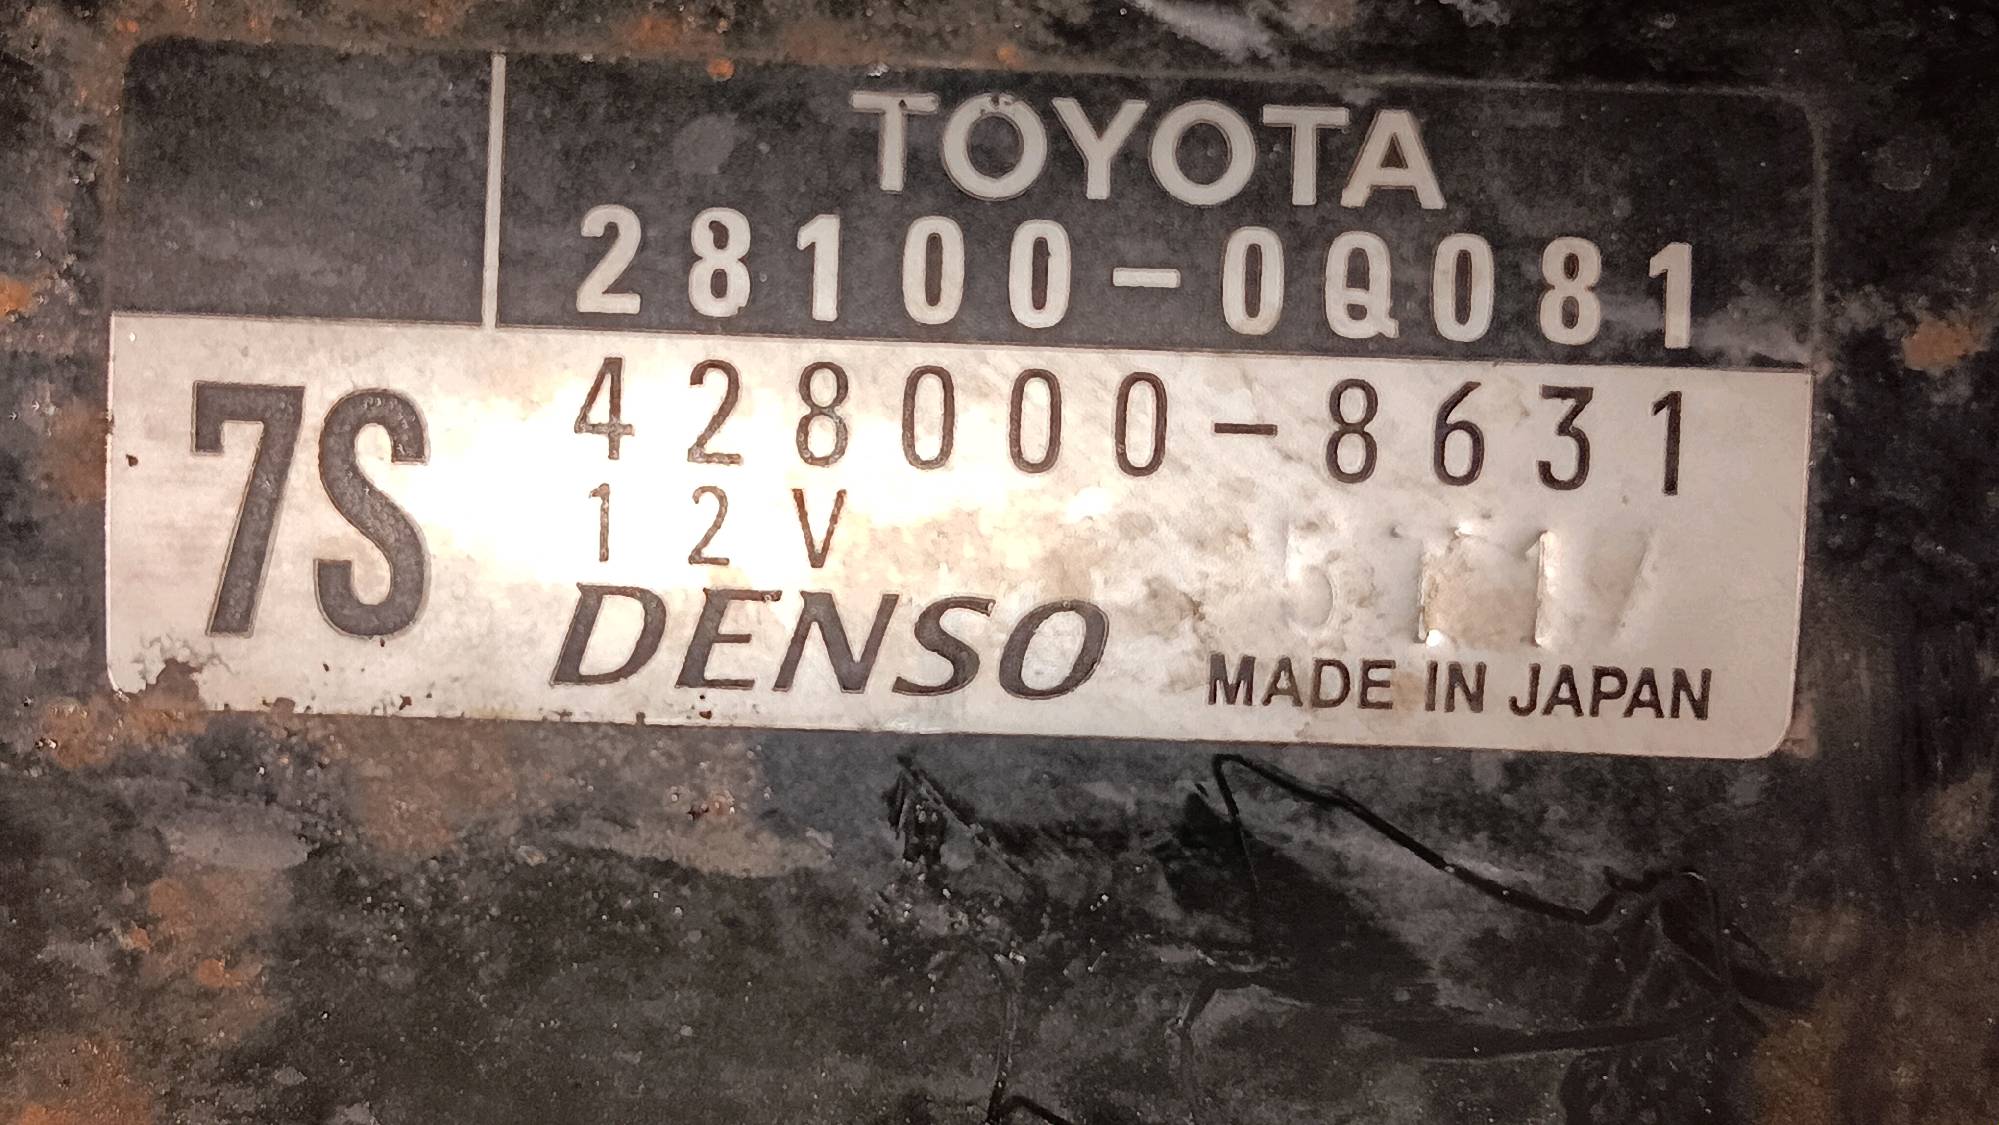 TOYOTA
28100-0Q081
7S
428000-8631
12V
DENSO
MADE IN JAPAN